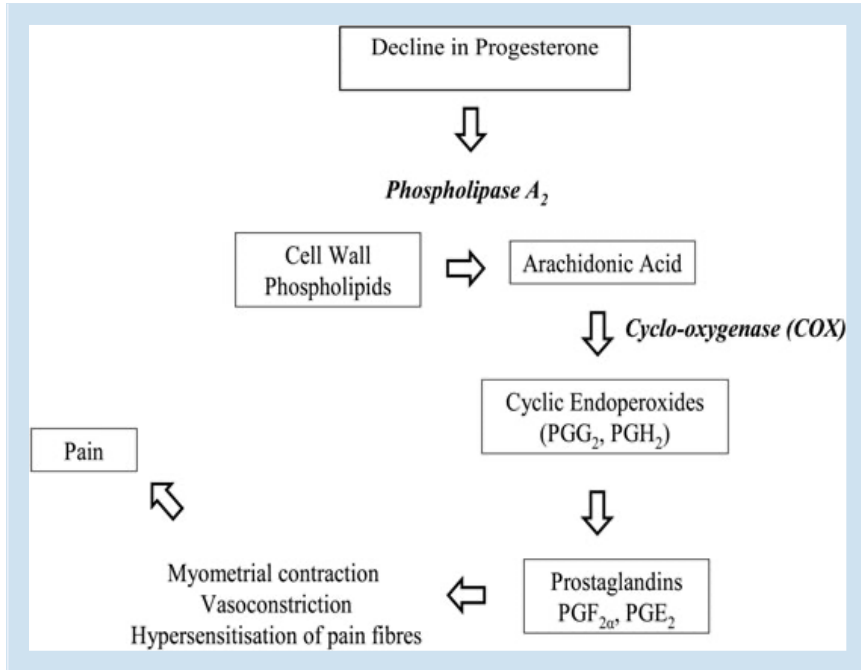 Decline in Progesterone
Phospholipase A₂
Cell Wall
Phospholipids
Arachidonic Acid
Cyclo-oxygenase (COX)
Cyclic Endoperoxides
(PGG₂, PGH₂)
Pain
Prostaglandins
PGF₂α, PGE₂
Myometrial contraction
Vasoconstriction
Hypersensitisation of pain fibres